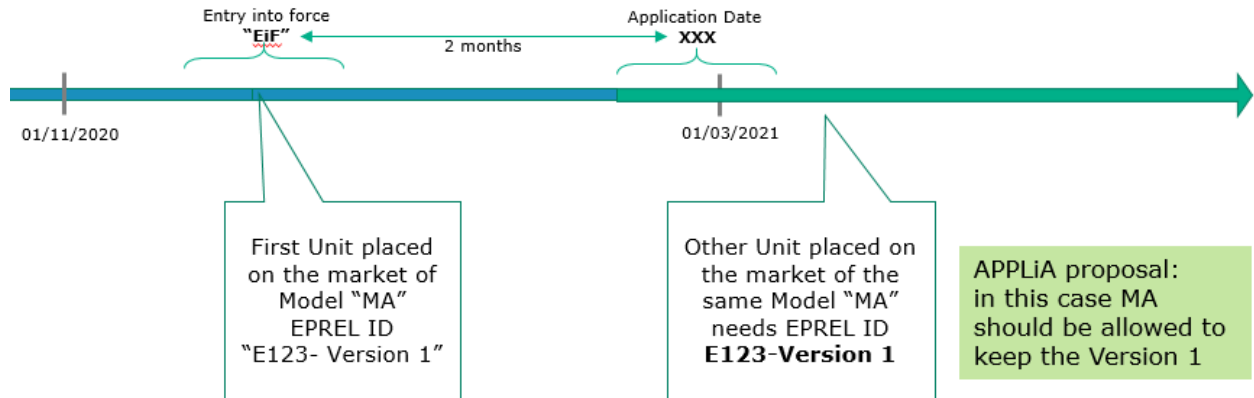 Entry into force
“EiF”
2 months
Application Date
XXX
01/11/2020
01/03/2021
First Unit placed
on the market of
Model “MA”
EPREL ID
“E123- Version 1”
Other Unit placed on
the market of the
same Model “MA”
needs EPREL ID
E123-Version 1
APPLiA proposal:
in this case MA
should be allowed to
keep the Version 1